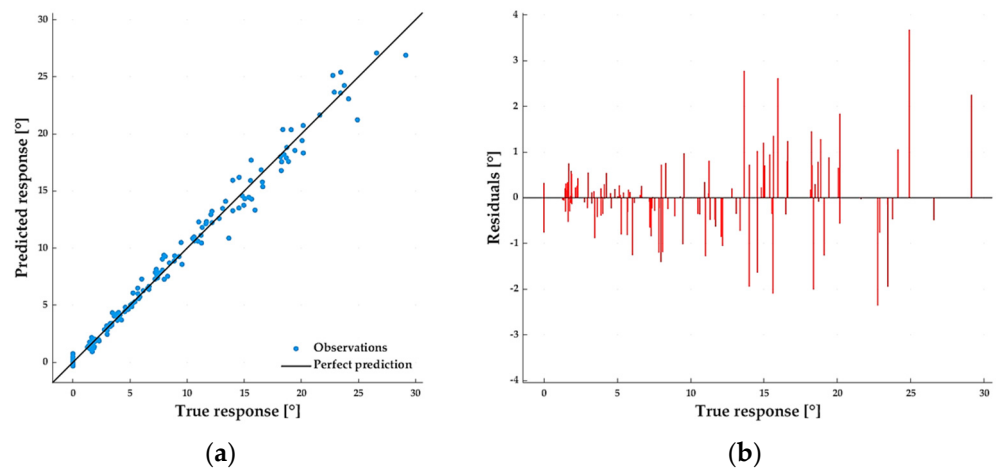 30
25
20
15
10
5
0
Predicted response [°]
Observations
Perfect prediction
0 5 10 15 20 25 30
True response [°]
(a)
4
3
2
1
0
-1
-2
-3
-4
Residuals [°]
0 5 10 15 20 25 30
True response [°]
(b)